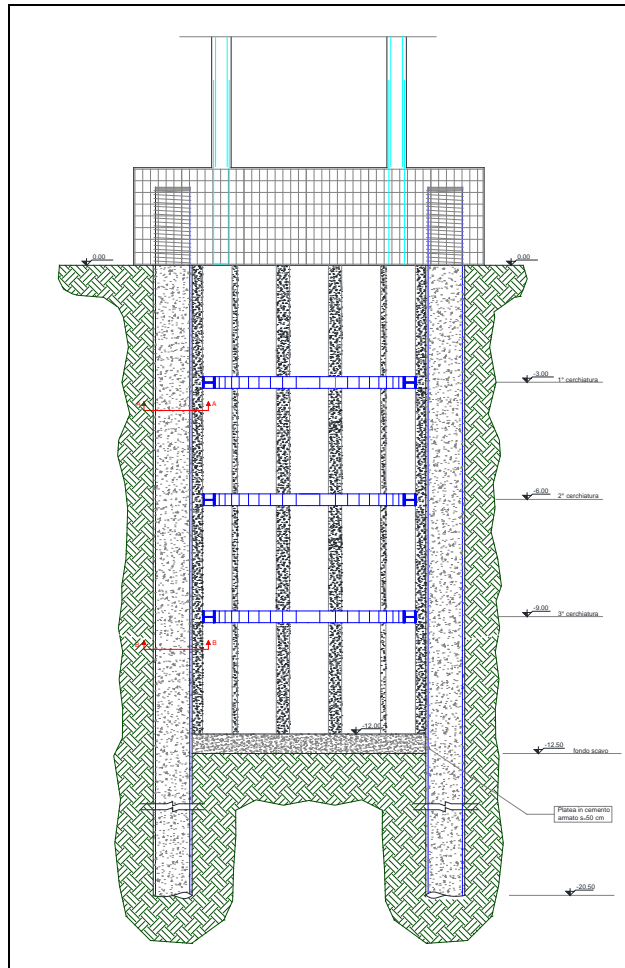 0.00
0.00
-3.00
1° cerchiatura
A
A
-6.00
2° cerchiatura
-9.00
3° cerchiatura
B
B
-12.00
-12.50
fondo scavo
Platea in cemento
armato s=50 cm
-20.50